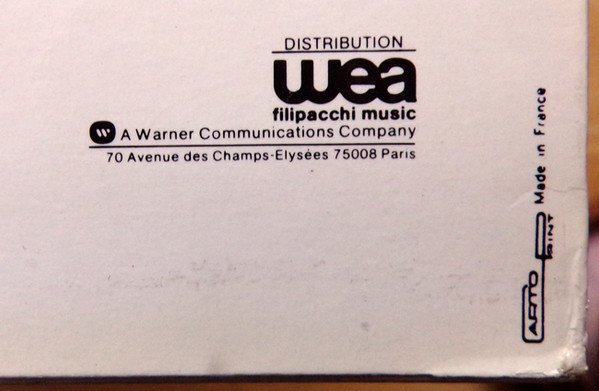 DISTRIBUTION
wea
filipacchi music
A Warner Communications Company
70 Avenue des Champs-Elysées 75008 Paris
Made in France
ARTO
PRINT